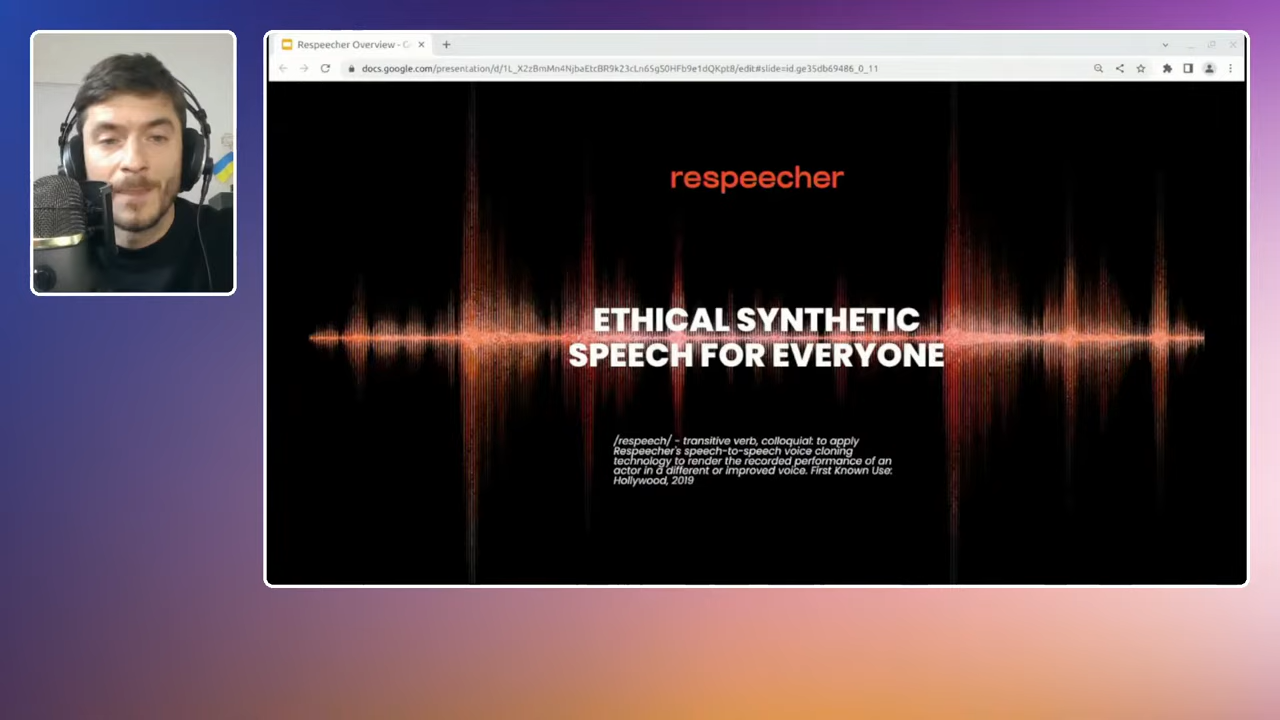 Respeecher Overview - G
docs.google.com/presentation/d/1L_X2zBmMn4NjbaEtcBR9k23cLn6SgS0HFb9e1dQKpt8/edit#slide=id.ge35db69486_0_11
respeecher
ETHICAL SYNTHETIC
SPEECH FOR EVERYONE
/respeech/ - transitive verb, colloquial: to apply
Respeecher's speech-to-speech voice cloning
technology to render the recorded performance of an
actor in a different or improved voice. First Known Use:
Hollywood, 2019